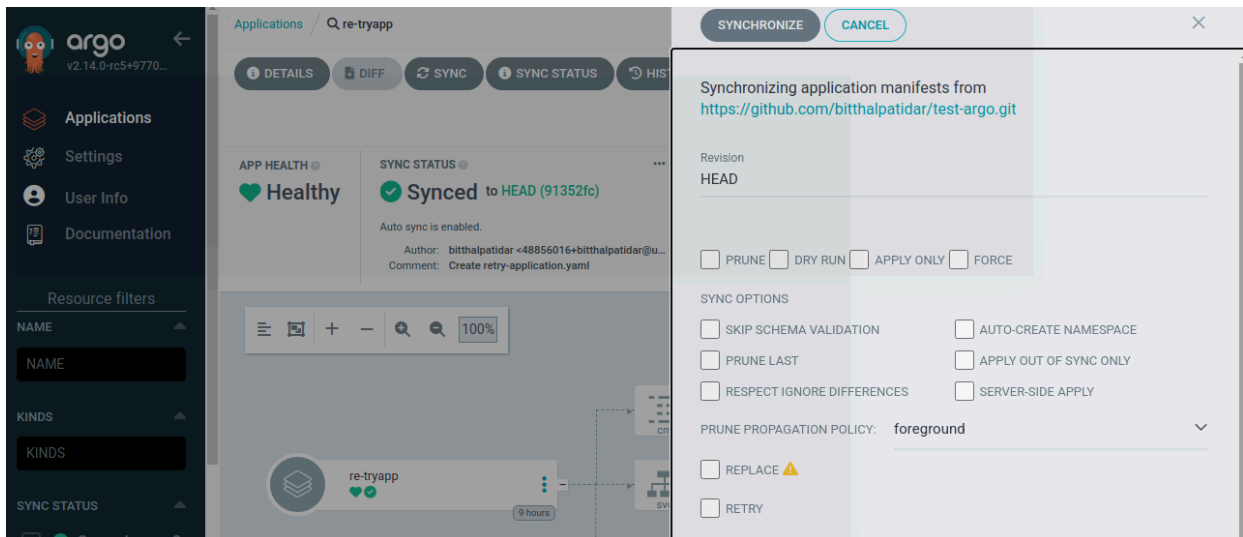 argo
v2.14.0-rc5+9770...
Applications
Settings
User Info
Documentation
Resource filters
NAME
NAME
KINDS
KINDS
SYNC STATUS
Applications / re-tryapp
DETAILS DIFF SYNC SYNC STATUS HIS
APP HEALTH
Healthy
SYNC STATUS
...
Synced to HEAD (91352fc)
Auto sync is enabled.
Author: bitthalpatidar <48856016+bitthalpatidar@u...
Comment: Create retry-application.yaml
100%
re-tryapp
9 hours
SYNCHRONIZE CANCEL
Synchronizing application manifests from
https://github.com/bitthalpatidar/test-argo.git
Revision
HEAD
PRUNE DRY RUN APPLY ONLY FORCE
SYNC OPTIONS
SKIP SCHEMA VALIDATION AUTO-CREATE NAMESPACE
PRUNE LAST APPLY OUT OF SYNC ONLY
RESPECT IGNORE DIFFERENCES SERVER-SIDE APPLY
PRUNE PROPAGATION POLICY: foreground
REPLACE
RETRY